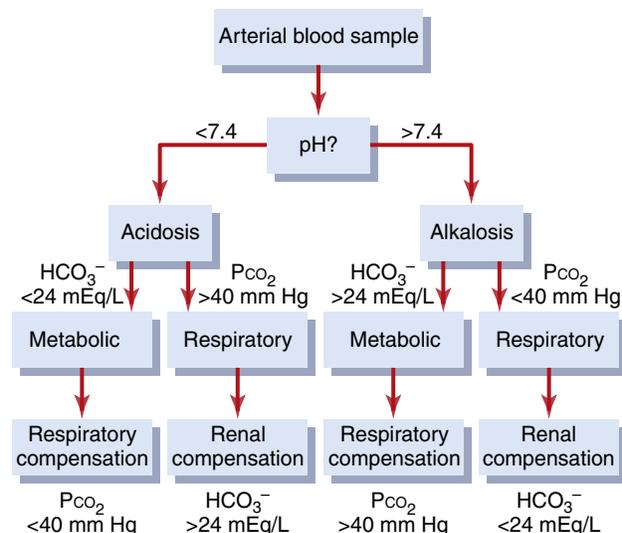 Arterial blood sample
<7.4
pH?
>7.4
Acidosis
Alkalosis
HCO₃⁻
<24 mEq/L
PCO₂
>40 mm Hg
HCO₃⁻
>24 mEq/L
PCO₂
<40 mm Hg
Metabolic
Respiratory
Metabolic
Respiratory
Respiratory
compensation
Renal
compensation
Respiratory
compensation
Renal
compensation
PCO₂
<40 mm Hg
HCO₃⁻
>24 mEq/L
PCO₂
>40 mm Hg
HCO₃⁻
<24 mEq/L